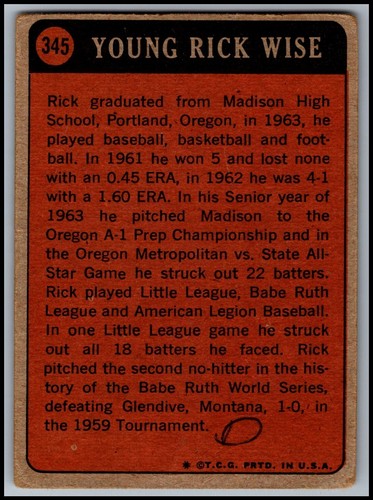 345 YOUNG RICK WISE
Rick graduated from Madison High
School, Portland, Oregon, in 1963, he
played baseball, basketball and foot-
ball. In 1961 he won 5 and lost none
with an 0.45 ERA, in 1962 he was 4-1
with a 1.60 ERA. In his Senior year of
1963 he pitched Madison to the
Oregon A-1 Prep Championship and in
the Oregon Metropolitan vs. State All-
Star Game he struck out 22 batters.
Rick played Little League, Babe Ruth
League and American Legion Baseball.
In one Little League game he struck
out all 18 batters he faced. Rick
pitched the second no-hitter in the his-
tory of the Babe Ruth World Series,
defeating Glendive, Montana, 1-0, in
the 1959 Tournament.
D
* ©T.C.G. PRTD. IN U.S.A.